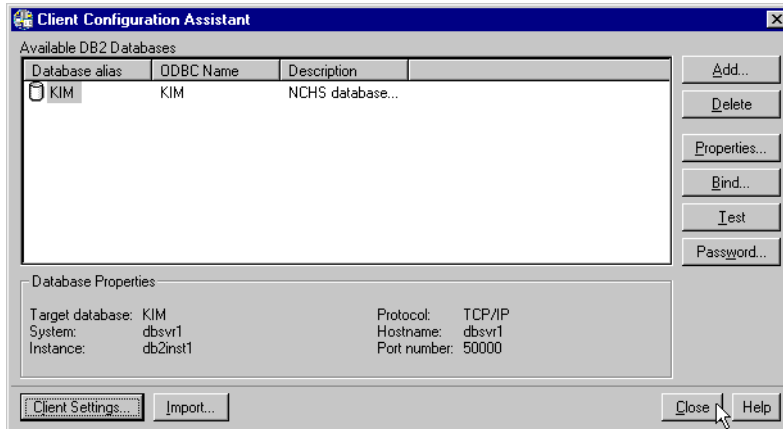 Client Configuration Assistant
Available DB2 Databases
Database alias ODBC Name Description
KIM KIM NCHS database...
Add...
Delete
Properties...
Bind...
Test
Password...
Database Properties
Target database: KIM Protocol: TCP/IP
System: dbsvr1 Hostname: dbsvr1
Instance: db2inst1 Port number: 50000
Client Settings... Import... Close Help